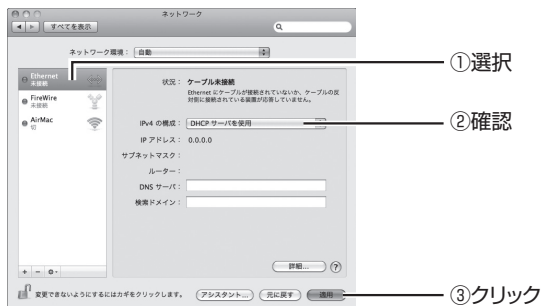 ネットワーク
すべてを表示
ネットワーク環境：
自動
Ethernet
未接続
FireWire
未接続
AirMac
切
状況：
ケーブル未接続
Ethernet にケーブルが接続されていないか、ケーブルの反
対側に接続されている装置が応答していません。
IPv4 の構成：
DHCP サーバを使用
IP アドレス：
0.0.0.0
サブネットマスク：
ルーター：
DNS サーバ：
検索ドメイン：
詳細...
?
変更できないようにするにはカギをクリックします。
アシスタント...
元に戻す
適用
①選択
②確認
③クリック